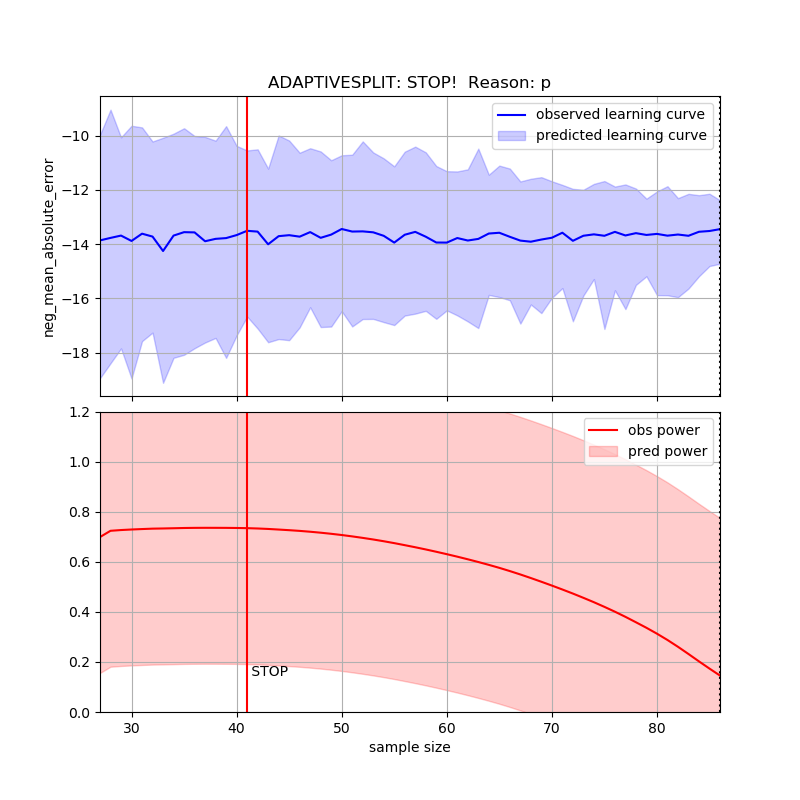 ADAPTIVESPLIT: STOP!  Reason: p
observed learning curve
predicted learning curve
neg_mean_absolute_error
−10
−12
−14
−16
−18
obs power
pred power
1.2
1.0
0.8
0.6
0.4
0.2
0.0
STOP
30 40 50 60 70 80
sample size